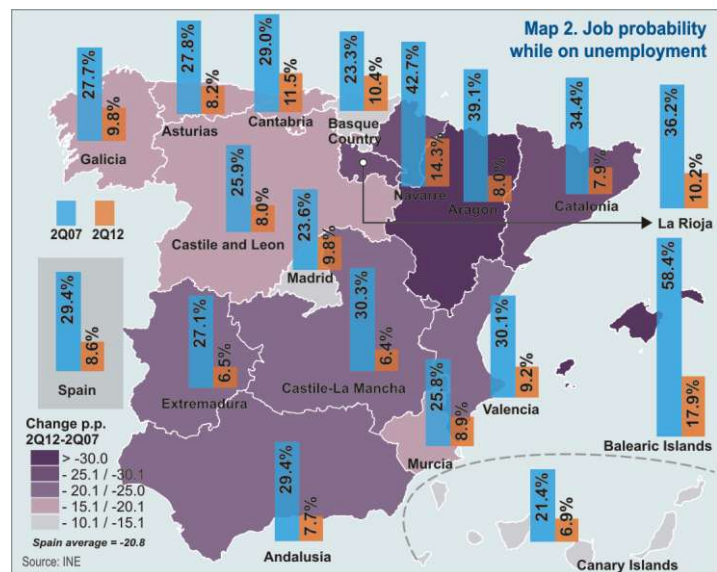 Map 2. Job probability
while on unemployment
27.7%
9.8%
Galicia
27.8%
8.2%
Asturias
29.0%
11.5%
Cantabria
23.3%
10.4%
Basque
Country
42.7%
14.3%
Navarre
39.1%
8.0%
Aragon
34.4%
7.9%
Catalonia
36.2%
10.2%
La Rioja
2Q07
2Q12
25.9%
8.0%
Castile and Leon
23.6%
9.8%
Madrid
58.4%
17.9%
Balearic Islands
29.4%
8.6%
Spain
27.1%
6.5%
Extremadura
30.3%
6.4%
Castile-La Mancha
30.1%
9.2%
Valencia
25.8%
8.9%
Murcia
Change p.p.
2Q12-2Q07
> -30.0
- 25.1 / -30.1
- 20.1 / -25.0
- 15.1 / -20.1
- 10.1 / -15.1
Spain average = -20.8
29.4%
7.7%
Andalusia
21.4%
6.9%
Canary Islands
Source: INE